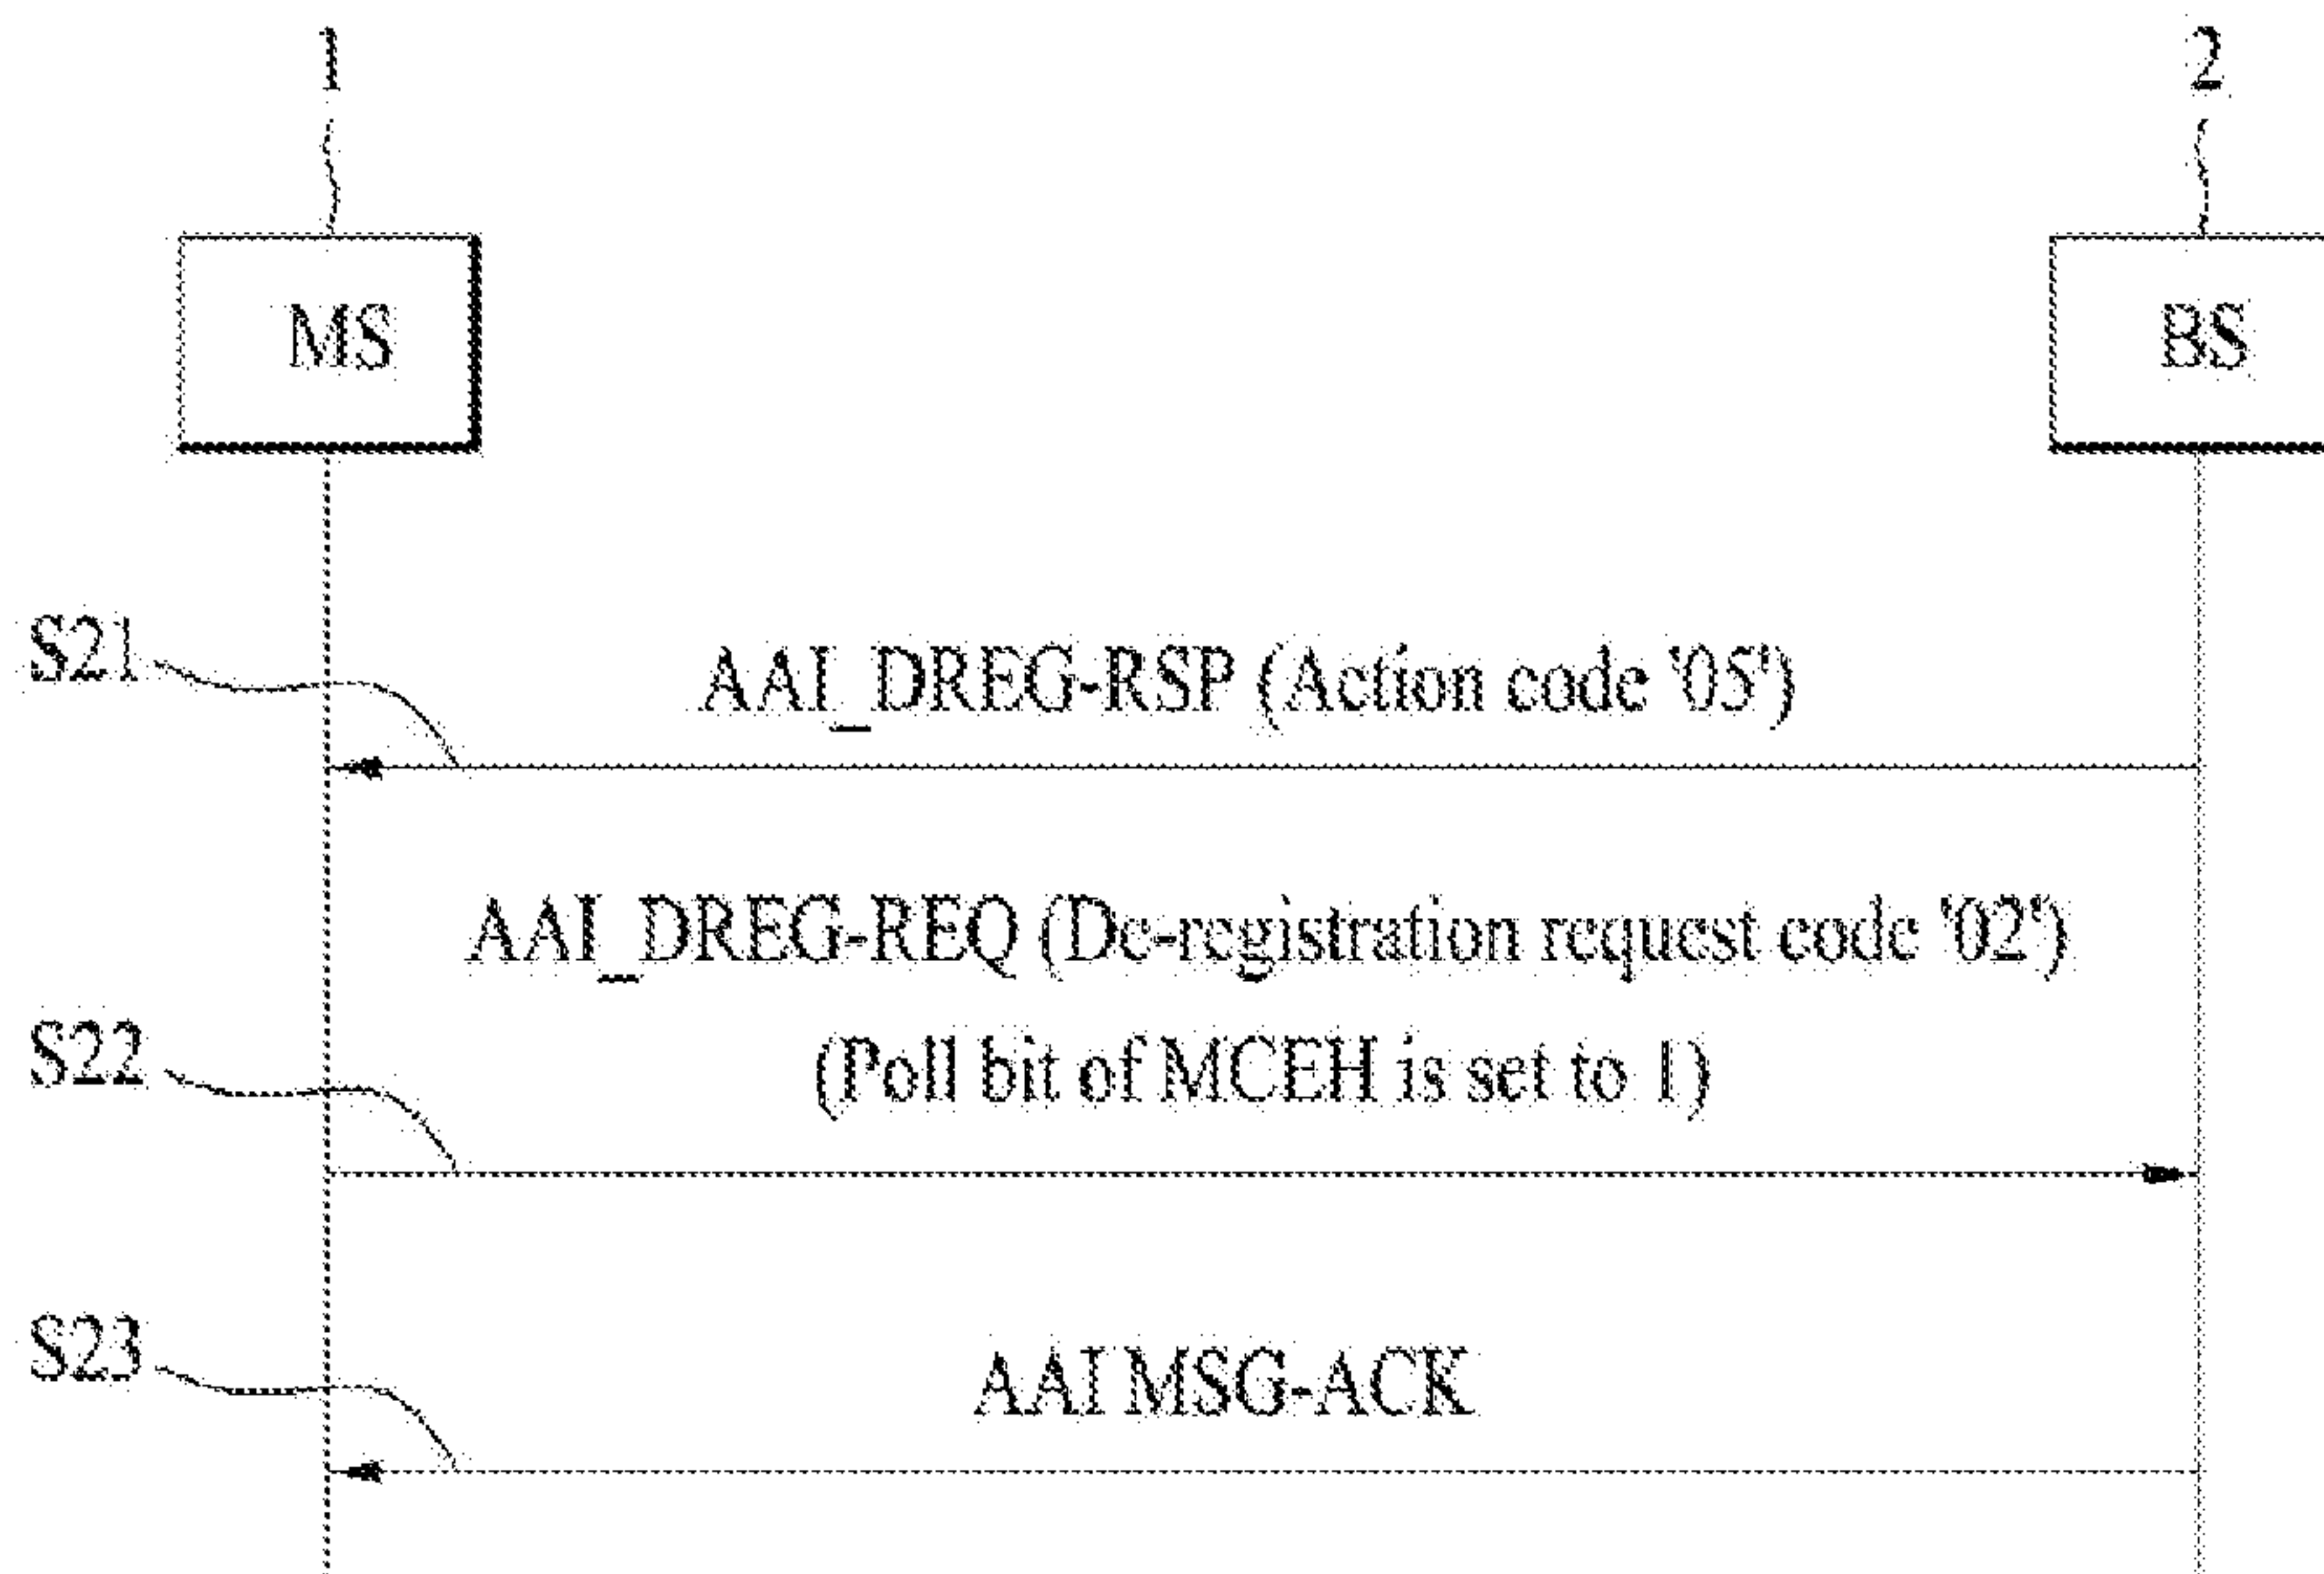 1
2
MS
BS
S21
AAI_DREG-RSP (Action code '05')
AAI_DREG-REQ (De-registration request code '02')
S22
(Poll bit of MCEH is set to 1)
S23
AAI MSG-ACK